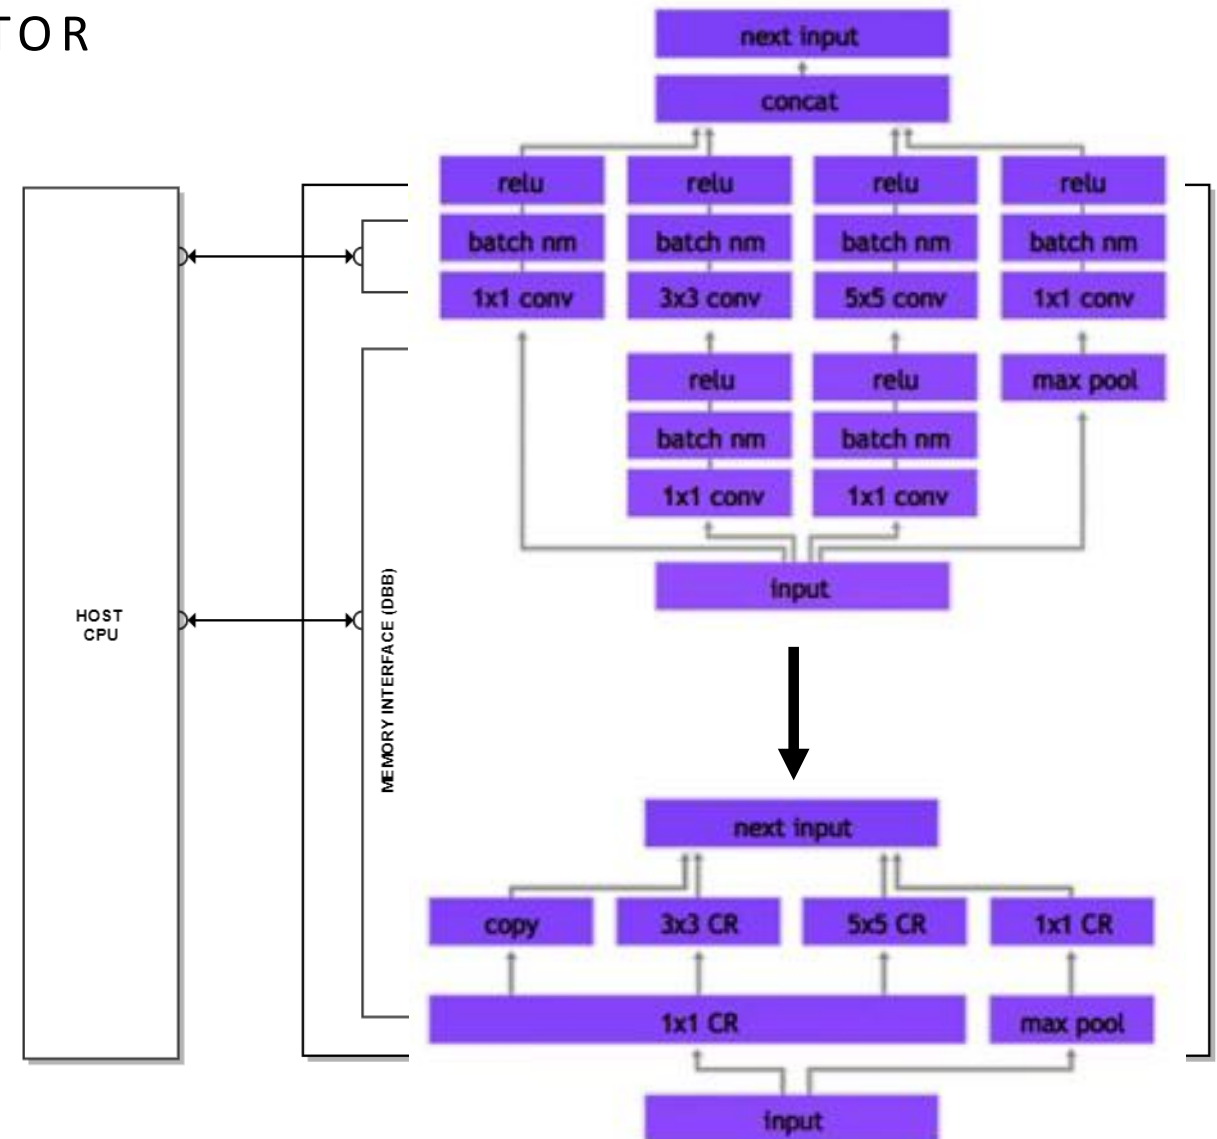 TOR
next input
concat
relu relu relu relu
batch nm batch nm batch nm batch nm
1x1 conv 3x3 conv 5x5 conv 1x1 conv
relu relu max pool
batch nm batch nm
1x1 conv 1x1 conv
input
HOST
CPU
MEMORY INTERFACE (DBB)
next input
copy 3x3 CR 5x5 CR 1x1 CR
1x1 CR max pool
input